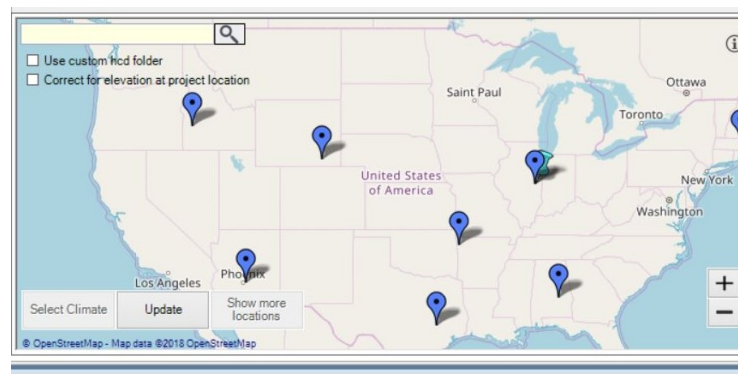 Use custom hcd folder
Correct for elevation at project location
Saint Paul
Ottawa
Toronto
United States
of America
New York
Washington
Los Angeles
Phoenix
Select Climate
Update
Show more
locations
+
−
© OpenStreetMap - Map data ©2018 OpenStreetMap